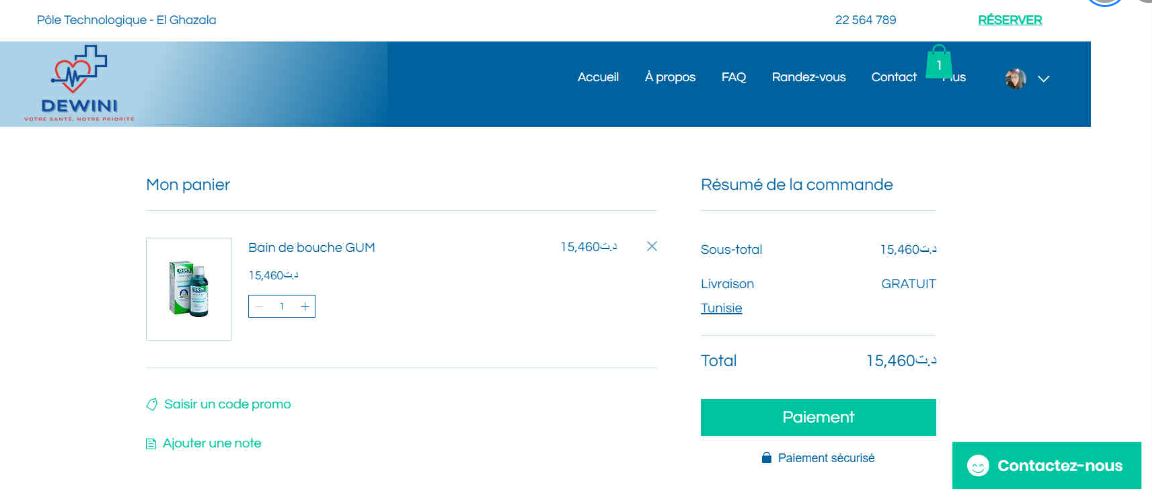 Pôle Technologique - El Ghazala
22 564 789
RÉSERVER
DEWINI
VOTRE SANTÉ, NOTRE PRIORITÉ
Accueil
À propos
FAQ
Randez-vous
Contact
1
Mon panier
Bain de bouche GUM
15,460د.ت
15,460د.ت
1
Saisir un code promo
Ajouter une note
Résumé de la commande
Sous-total 15,460د.ت
Livraison GRATUIT
Tunisie
Total 15,460د.ت
Paiement
Paiement sécurisé
Contactez-nous